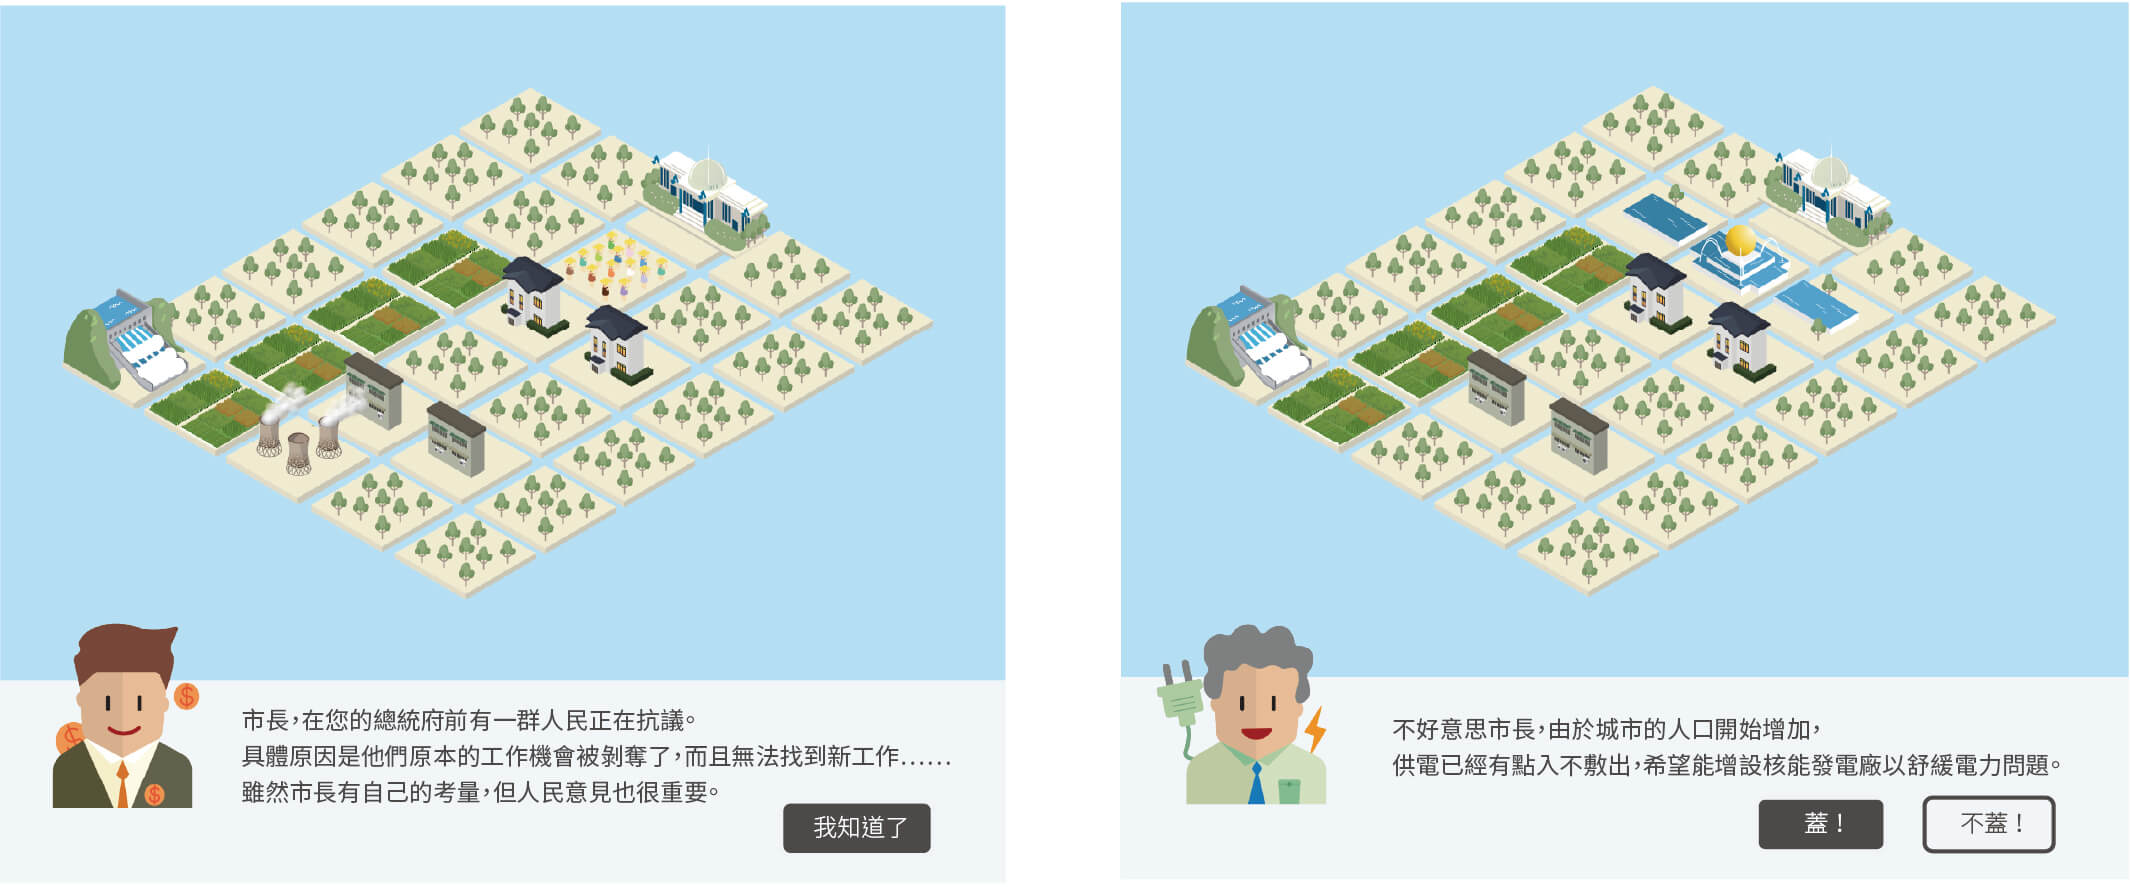 市長，在您的總統府前有一群人民正在抗議。
具體原因是他們原本的工作機會被剝奪了，而且無法找到新工作……
雖然市長有自己的考量，但人民意見也很重要。
我知道了
不好意思市長，由於城市的人口開始增加，
供電已經有點入不敷出，希望能增設核能發電廠以舒緩電力問題。
蓋！
不蓋！